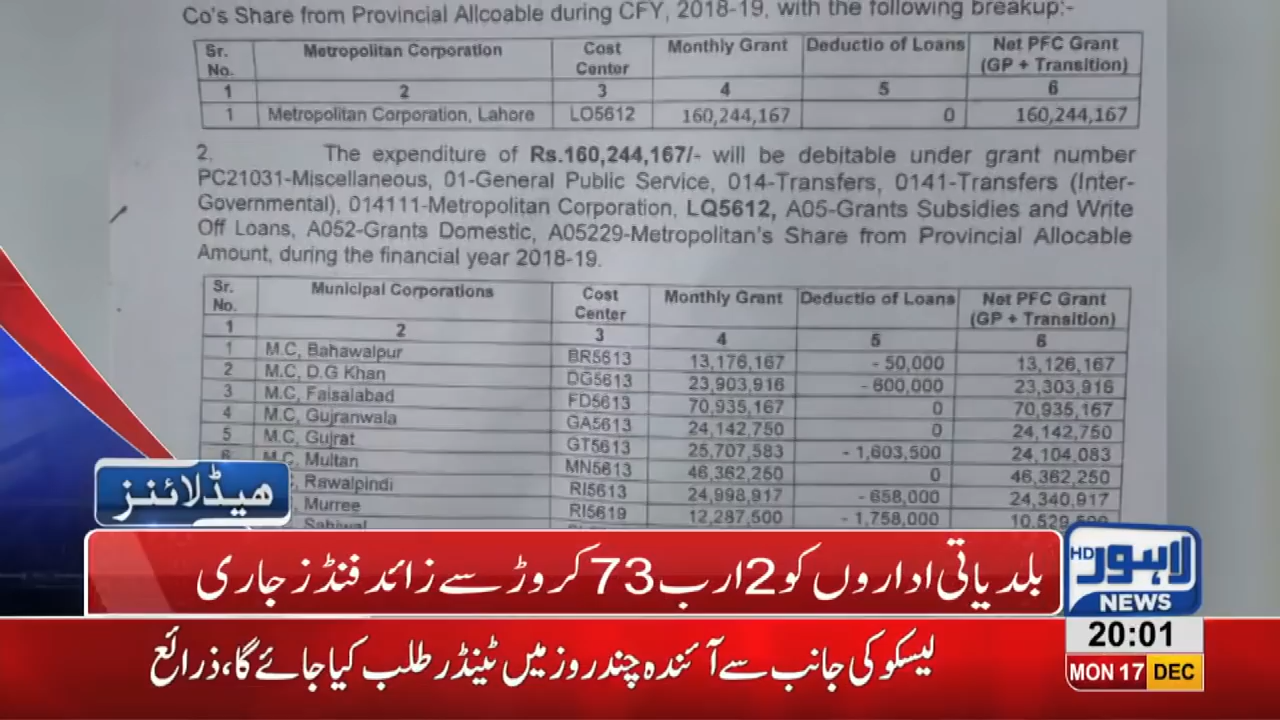 Co's Share from Provincial Allcoable during CFY, 2018-19, with the following breakup:-
Sr. No. Metropolitan Corporation Cost Center Monthly Grant Deductio of Loans Net PFC Grant (GP + Transition)
1 2 3 4 5 6
1 Metropolitan Corporation, Lahore LO5612 160,244,167 0 160,244,167
2. The expenditure of Rs.160,244,167/- will be debitable under grant number
PC21031-Miscellaneous, 01-General Public Service, 014-Transfers, 0141-Transfers (Inter-
Governmental), 014111-Metropolitan Corporation, LQ5612, A05-Grants Subsidies and Write
Off Loans, A052-Grants Domestic, A05229-Metropolitan's Share from Provincial Allocable
Amount, during the financial year 2018-19.
Sr. No. Municipal Corporations Cost Center Monthly Grant Deductio of Loans Net PFC Grant (GP + Transition)
1 2 3 4 5 6
1 M.C, Bahawalpur BR5613 13,176,167 - 50,000 13,126,167
2 M.C, D.G Khan DG5613 23,903,916 - 600,000 23,303,916
3 M.C, Faisalabad FD5613 70,935,167 0 70,935,167
4 M.C, Gujranwala GA5613 24,142,750 0 24,142,750
5 M.C, Gujrat GT5613 25,707,583 - 1,603,500 24,104,083
6 M.C, Multan MN5613 46,362,250 0 46,362,250
Rawalpindi RI5613 24,998,917 - 658,000 24,340,917
Murree RI5619 12,287,500 - 1,758,000 10,529,500
Sahiwal
ھیڈلائنز
بلدیاتی اداروں کو 2 ارب 73 کروڑ سے زائد فنڈز جاری
HD لاہور
NEWS
20:01
لیسکو کی جانب سے آئندہ چند روز میں ٹینڈر طلب کیا جائے گا، ذرائع
MON 17 DEC